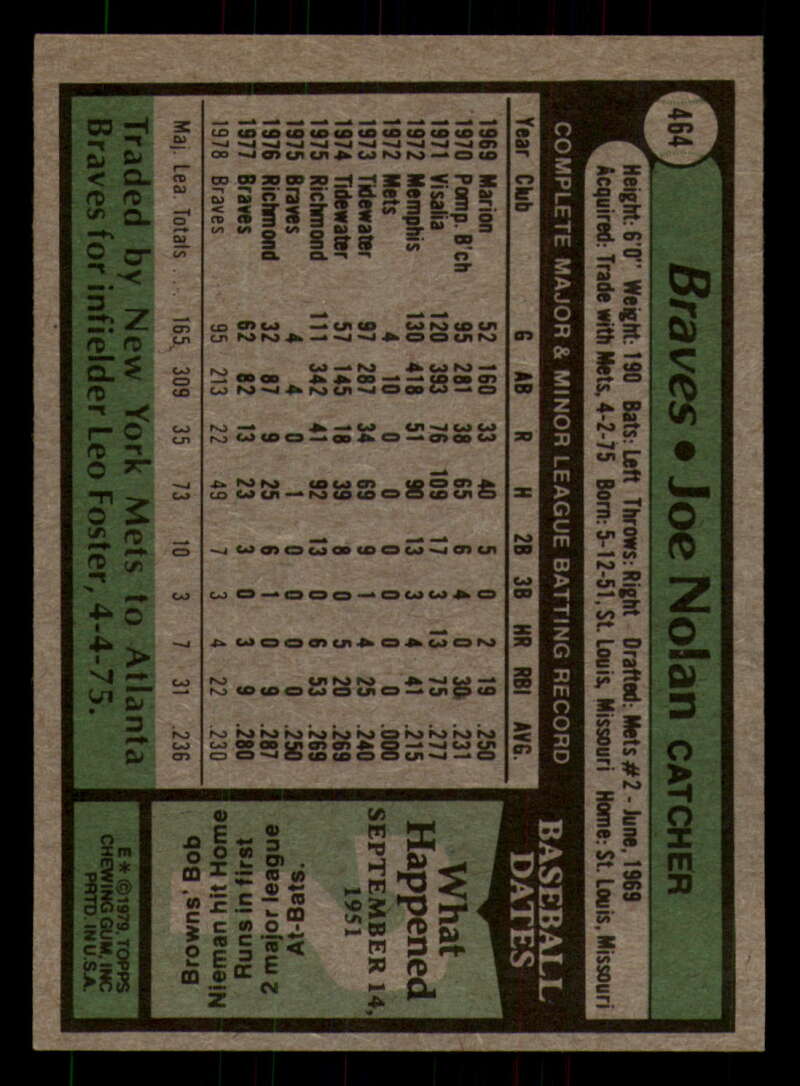 464
Braves • Joe Nolan CATCHER
Height: 6'0" Weight: 190 Bats: Left Throws: Right Drafted: Mets #2 - June, 1969
Acquired: Trade with Mets, 4-2-75 Born: 5-12-51, St. Louis, Missouri Home: St. Louis, Missouri
COMPLETE MAJOR & MINOR LEAGUE BATTING RECORD
Year Club G AB R H 2B 3B HR RBI AVG.
1969 Marion 52 160 33 40 5 0 2 19 .250
1970 Pomp. B'ch 95 281 38 65 6 4 0 30 .231
1971 Visalia 120 393 76 109 17 3 13 75 .277
1972 Memphis 130 418 51 90 13 3 4 41 .215
1972 Mets 4 10 0 0 0 0 0 0 .000
1973 Tidewater 97 287 34 69 9 1 4 25 .240
1974 Tidewater 57 145 18 39 8 0 5 20 .269
1975 Richmond 111 342 41 92 13 0 6 53 .269
1975 Braves 4 4 0 1 0 0 0 0 .250
1976 Richmond 32 87 9 25 6 1 0 9 .287
1977 Braves 62 82 13 23 3 0 3 9 .280
1978 Braves 95 213 22 49 7 3 4 22 .230
Maj. Lea. Totals ... 165 309 35 73 10 3 7 31 .236
Traded by New York Mets to Atlanta
Braves for infielder Leo Foster, 4-4-75.
BASEBALL
DATES
What
Happened
SEPTEMBER 14,
1951
Browns' Bob
Nieman hit Home
Runs in first
2 major league
At-Bats.
E * © 1979, TOPPS
CHEWING GUM, INC
PRTD. IN U.S.A.